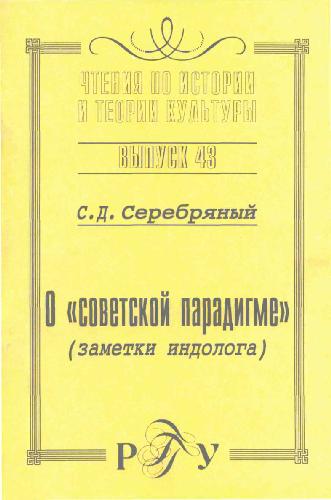 ЧТЕНИЯ ПО ИСТОРИИ
И ТЕОРИИ КУЛЬТУРЫ
ВЫПУСК 43
С.Д. Серебряный
О «советской парадигме»
(заметки индолога)
РГГУ